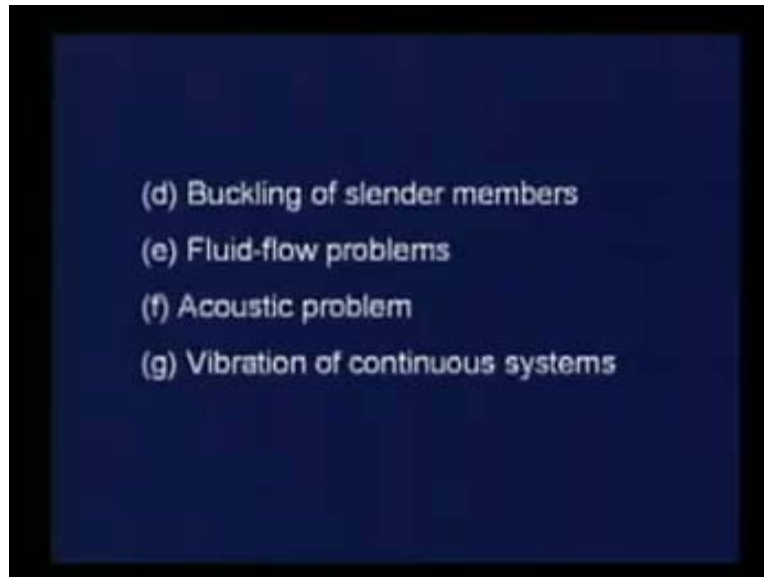 (d) Buckling of slender members
(e) Fluid-flow problems
(f) Acoustic problem
(g) Vibration of continuous systems